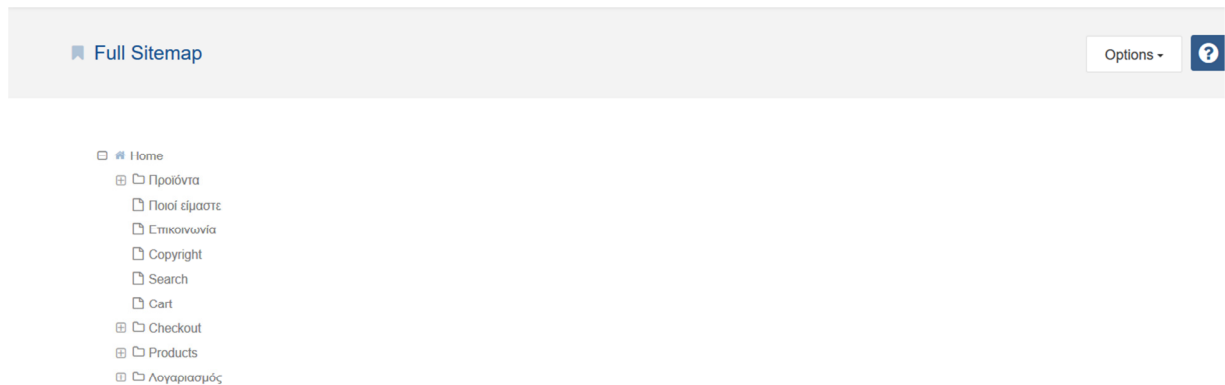 Full Sitemap
Options
Home
Προϊόντα
Ποιοί είμαστε
Επικοινωνία
Copyright
Search
Cart
Checkout
Products
Λογαριασμός